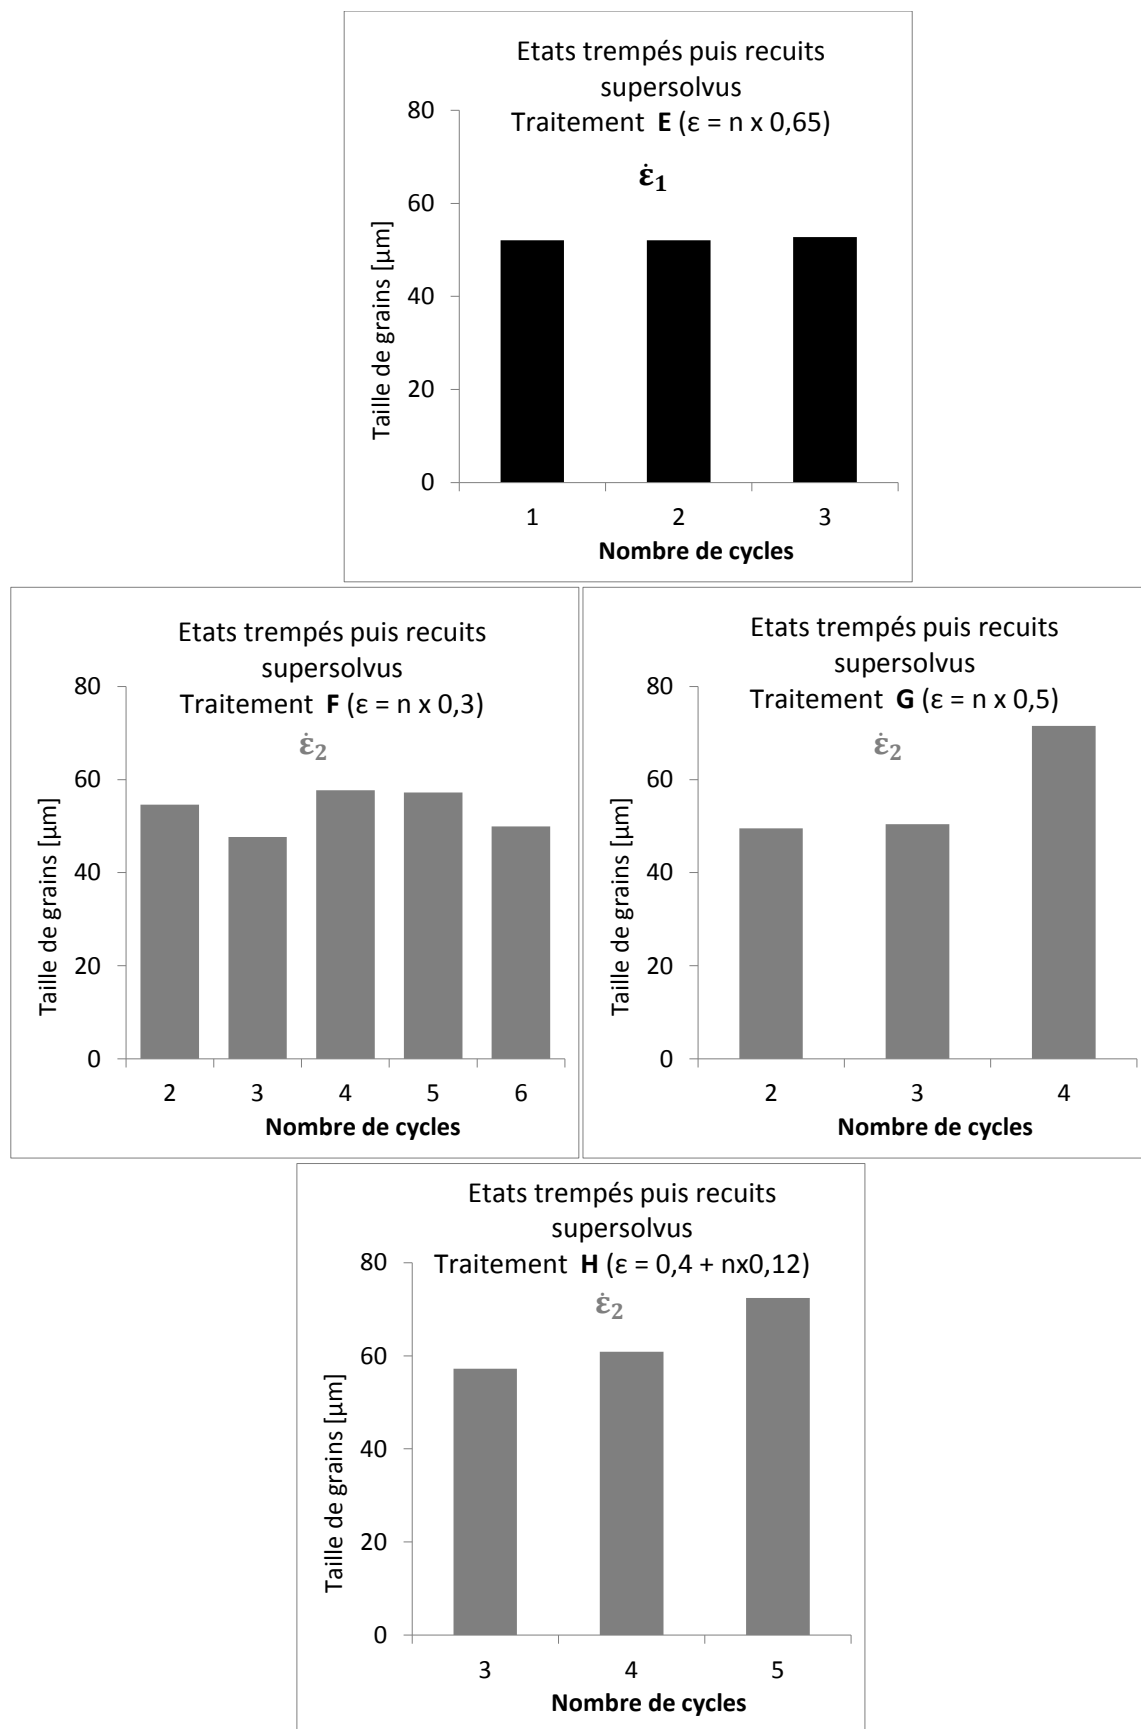 Etats trempés puis recuits
supersolvus
Traitement E (ε = n x 0,65)
ε̇₁
80
60
40
20
0
Taille de grains [µm]
1 2 3
Nombre de cycles
Etats trempés puis recuits
supersolvus
Traitement F (ε = n x 0,3)
ε̇₂
80
60
40
20
0
Taille de grains [µm]
2 3 4 5 6
Nombre de cycles
Etats trempés puis recuits
supersolvus
Traitement G (ε = n x 0,5)
ε̇₂
80
60
40
20
0
Taille de grains [µm]
2 3 4
Nombre de cycles
Etats trempés puis recuits
supersolvus
Traitement H (ε = 0,4 + nx0,12)
ε̇₂
80
60
40
20
0
Taille de grains [µm]
3 4 5
Nombre de cycles